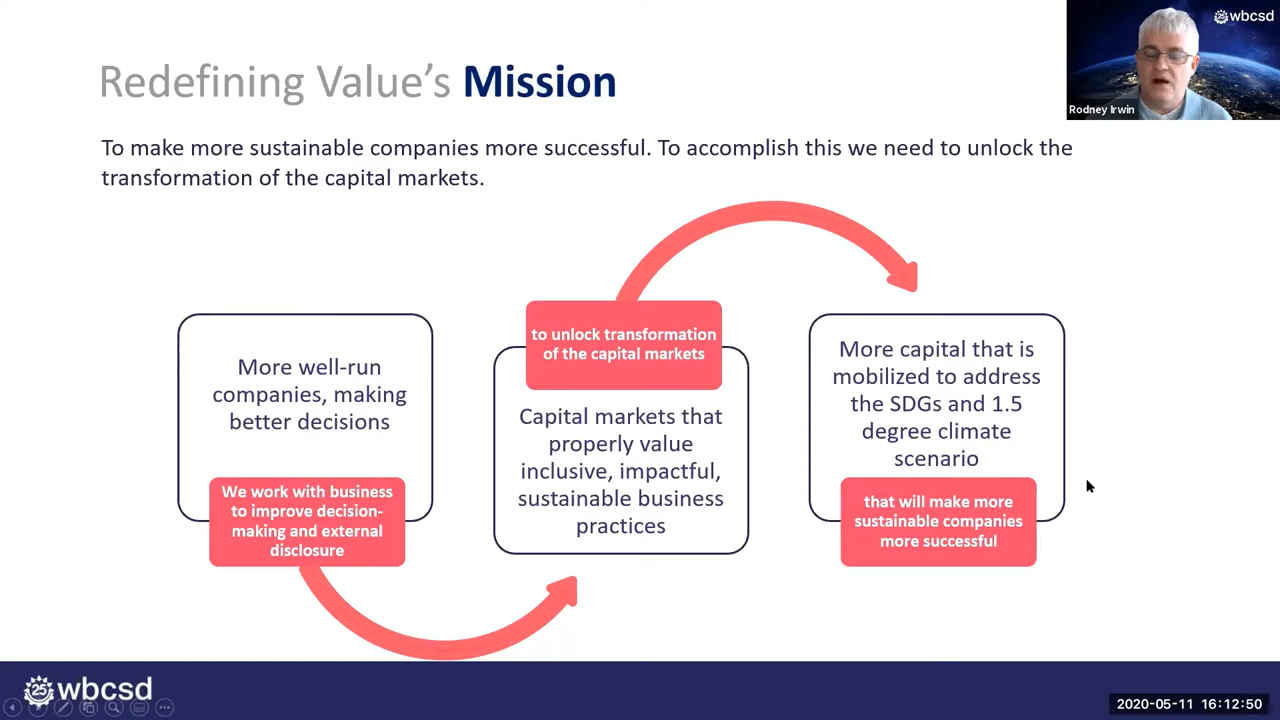 wbcsd
Rodney Irwin
Redefining Value's Mission
To make more sustainable companies more successful. To accomplish this we need to unlock the
transformation of the capital markets.
More well-run
companies, making
better decisions
We work with business
to improve decision-
making and external
disclosure
to unlock transformation
of the capital markets
Capital markets that
properly value
inclusive, impactful,
sustainable business
practices
More capital that is
mobilized to address
the SDGs and 1.5
degree climate
scenario
that will make more
sustainable companies
more successful
25 wbcsd
2020-05-11 16:12:50